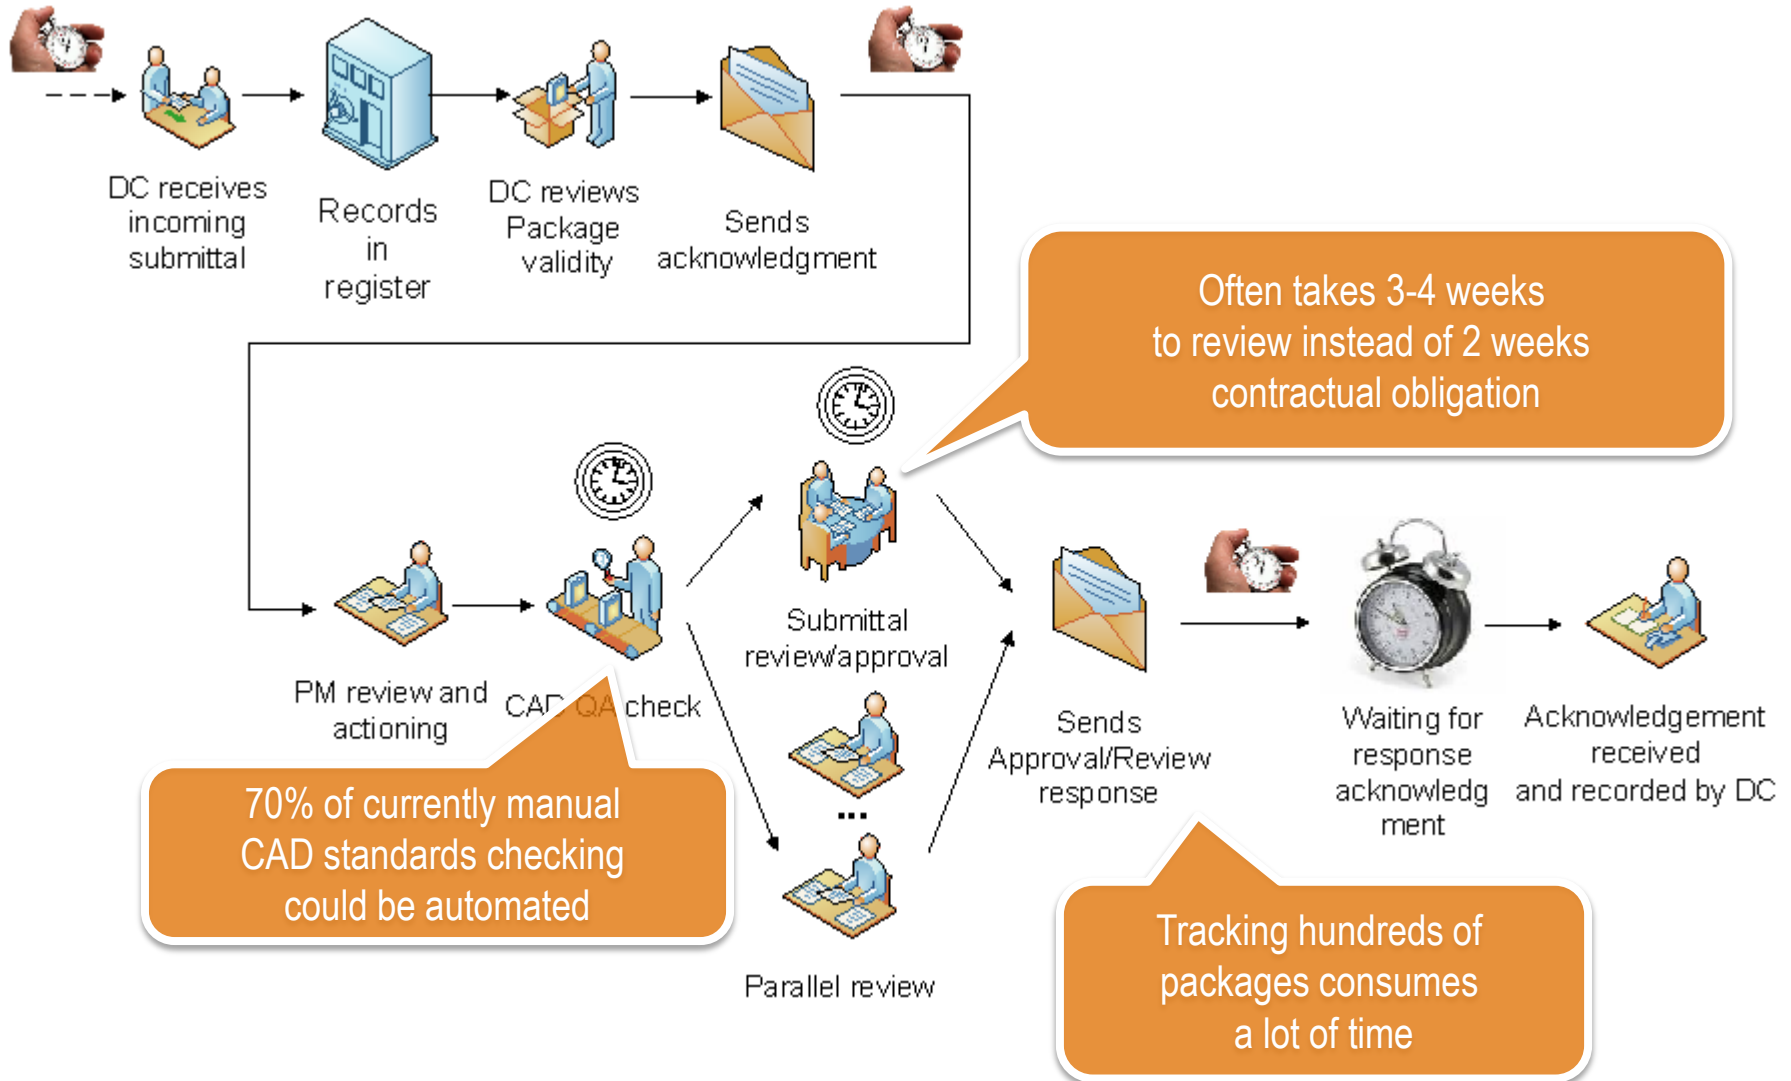 DC receives
incoming
submittal
Records
in
register
DC reviews
Package
validity
Sends
acknowledgment
Often takes 3-4 weeks
to review instead of 2 weeks
contractual obligation
PM review and
actioning
CAD QA check
Submittal
review/approval
...
Parallel review
Sends
Approval/Review
response
Waiting for
response
acknowledg
ment
Acknowledgement
received
and recorded by DC
70% of currently manual
CAD standards checking
could be automated
Tracking hundreds of
packages consumes
a lot of time